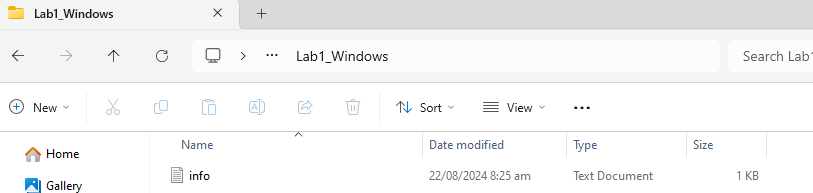 Lab1_Windows
Lab1_Windows
Search Lab1
New
Sort
View
Name Date modified Type Size
Home
info 22/08/2024 8:25 am Text Document 1 KB
Gallery